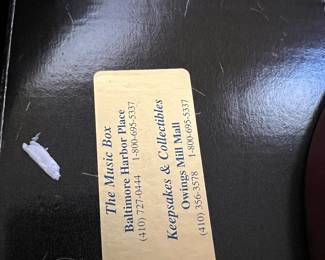 The Music Box
Baltimore Harbor Place
(410) 727-0444 1-800-695-5337
Keepsakes & Collectibles
Owings Mill Mall
(410) 356-3578 1-800-695-5337